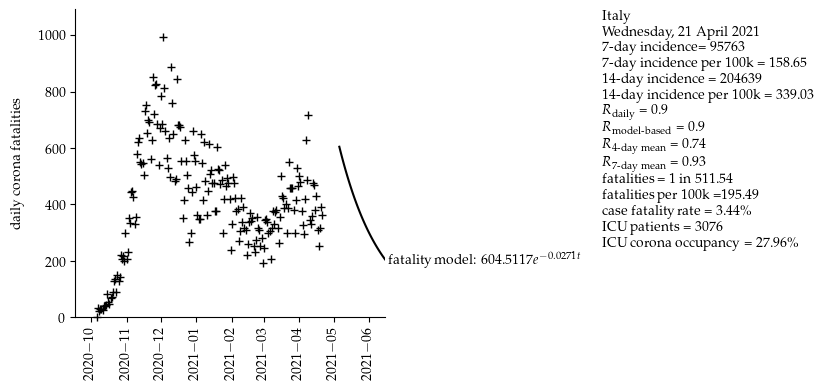 Italy
Wednesday, 21 April 2021
7-day incidence= 95763
7-day incidence per 100k = 158.65
14-day incidence = 204639
14-day incidence per 100k = 339.03
R_daily = 0.9
R_model-based = 0.9
R_4-day mean = 0.74
R_7-day mean = 0.93
fatalities = 1 in 511.54
fatalities per 100k =195.49
case fatality rate = 3.44%
ICU patients = 3076
ICU corona occupancy = 27.96%
daily corona fatalities
1000
800
600
400
200
0
fatality model: 604.5117e^{−0.0271t}
2020−10
2020−11
2020−12
2021−01
2021−02
2021−03
2021−04
2021−05
2021−06